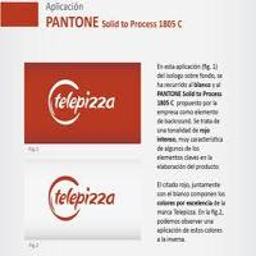 Aplicación
PANTONE Solid to Process 1805 C
telepizza
Fig.1
telepizza
Fig.2
En esta aplicación (fig. 1)
del isologo sobre fondo, se
ha recurrido al blanco y al
PANTONE Solid to Process
1805 C propuesto por la
empresa como elemento
de background. Se trata de
una tonalidad de rojo
intenso, muy característica
de algunos de los
elementos claves en la
elaboración del producto.
El citado rojo, juntamente
con el blanco componen los
colores por excelencia de la
marca Telepizza. En la fig.2,
podemos observar una
aplicación de estos colores
a la inversa.